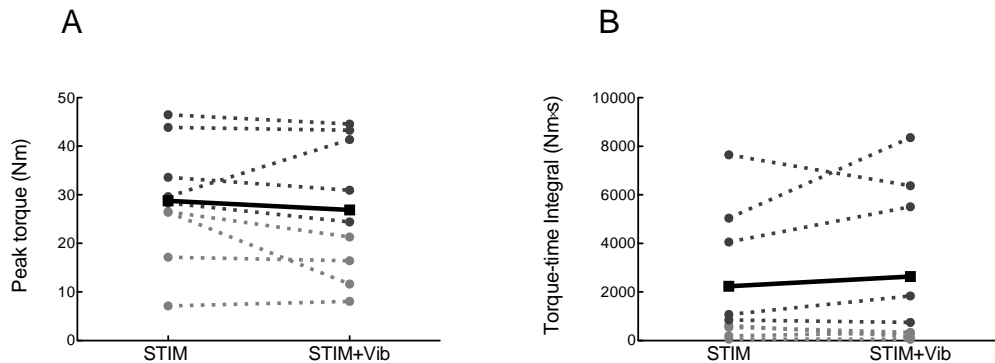 A
Peak torque (Nm)
50
40
30
20
10
0
STIM
STIM+Vib
B
Torque-time Integral (Nm×s)
10000
8000
6000
4000
2000
0
STIM
STIM+Vib